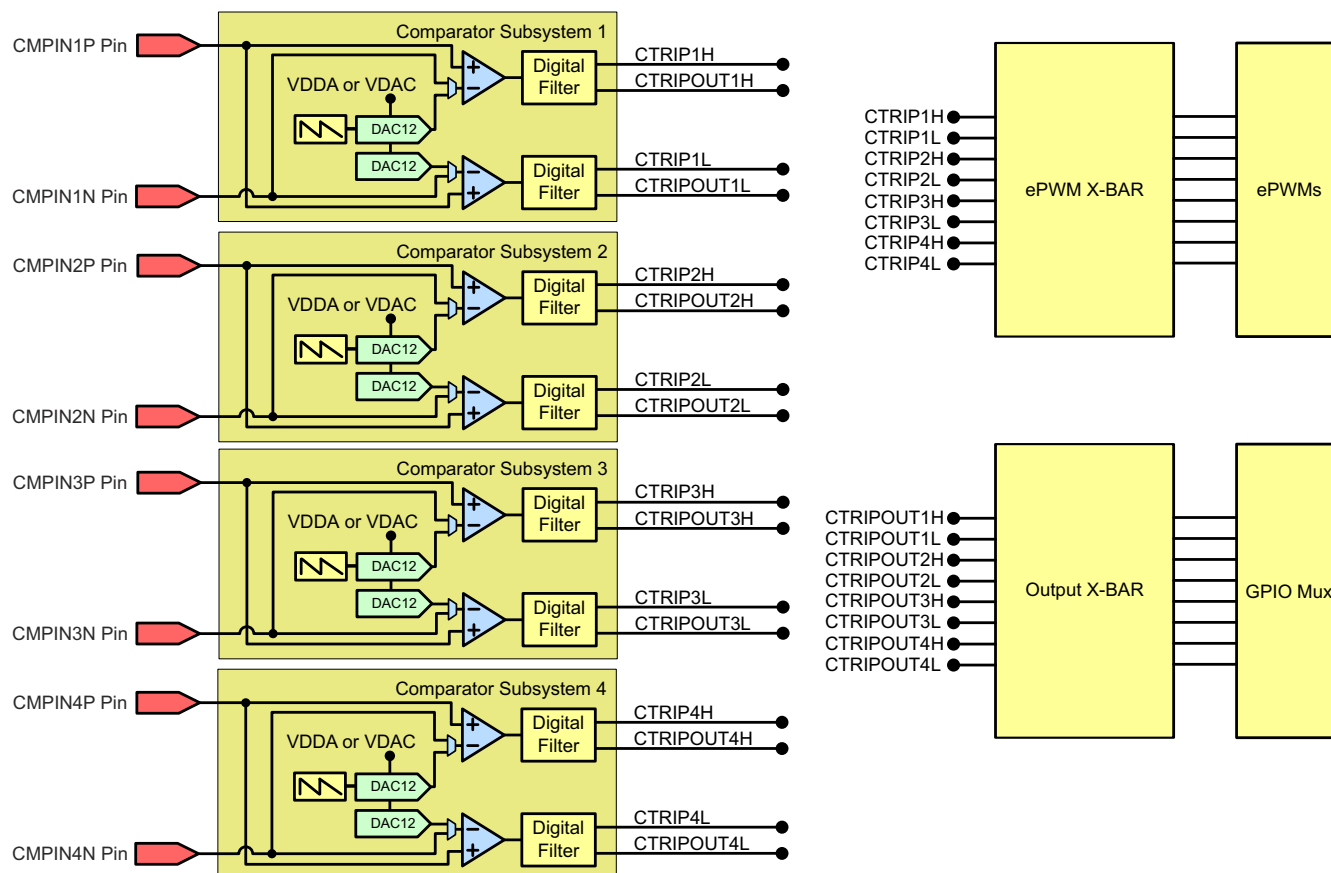 Comparator Subsystem 1
CMPIN1P Pin
VDDA or VDAC
DAC12
DAC12
Digital
Filter
Digital
Filter
CTRIP1H
CTRIPOUT1H
CTRIP1L
CTRIPOUT1L
CMPIN1N Pin
Comparator Subsystem 2
CMPIN2P Pin
VDDA or VDAC
DAC12
DAC12
Digital
Filter
Digital
Filter
CTRIP2H
CTRIPOUT2H
CTRIP2L
CTRIPOUT2L
CMPIN2N Pin
Comparator Subsystem 3
CMPIN3P Pin
VDDA or VDAC
DAC12
DAC12
Digital
Filter
Digital
Filter
CTRIP3H
CTRIPOUT3H
CTRIP3L
CTRIPOUT3L
CMPIN3N Pin
Comparator Subsystem 4
CMPIN4P Pin
VDDA or VDAC
DAC12
DAC12
Digital
Filter
Digital
Filter
CTRIP4H
CTRIPOUT4H
CTRIP4L
CTRIPOUT4L
CMPIN4N Pin
CTRIP1H
CTRIP1L
CTRIP2H
CTRIP2L
CTRIP3H
CTRIP3L
CTRIP4H
CTRIP4L
ePWM X-BAR
ePWMs
CTRIPOUT1H
CTRIPOUT1L
CTRIPOUT2H
CTRIPOUT2L
CTRIPOUT3H
CTRIPOUT3L
CTRIPOUT4H
CTRIPOUT4L
Output X-BAR
GPIO Mux